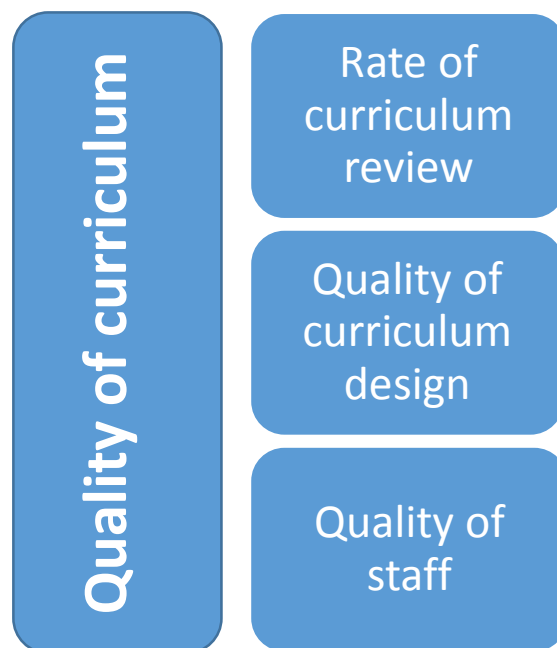 Quality of curriculum
Rate of
curriculum
review
Quality of
curriculum
design
Quality of
staff